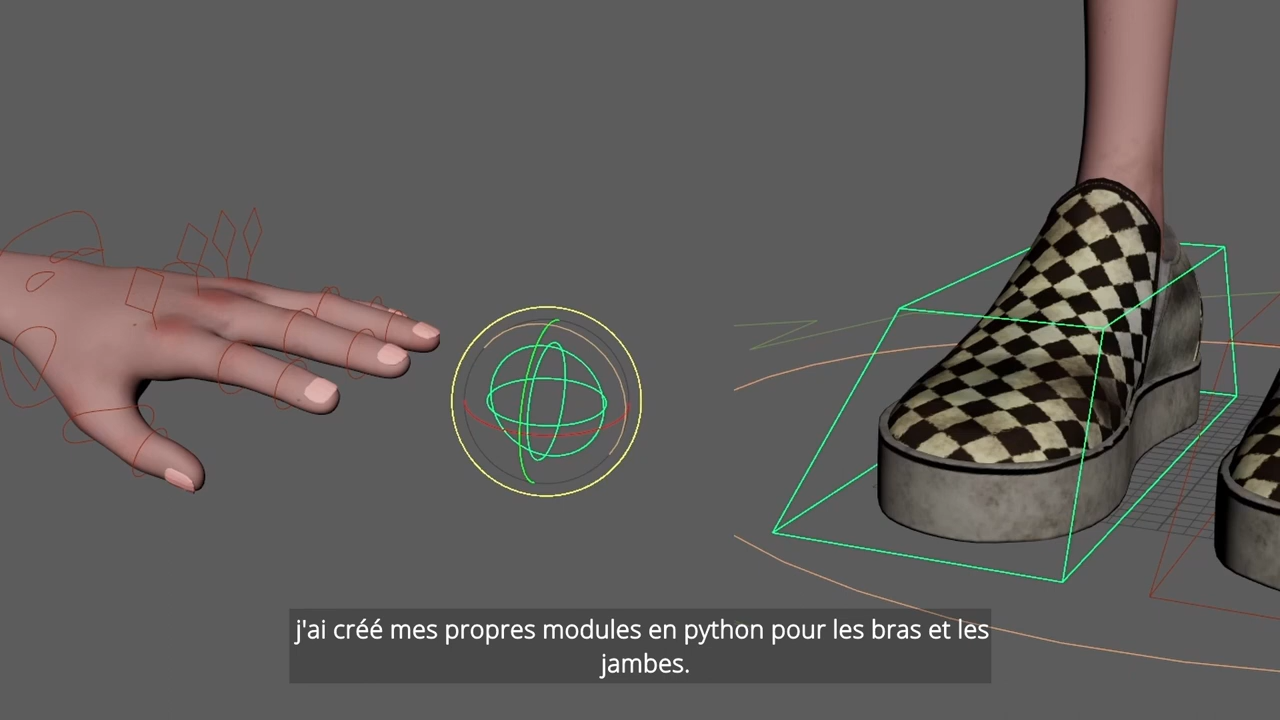 j'ai créé mes propres modules en python pour les bras et les
jambes.